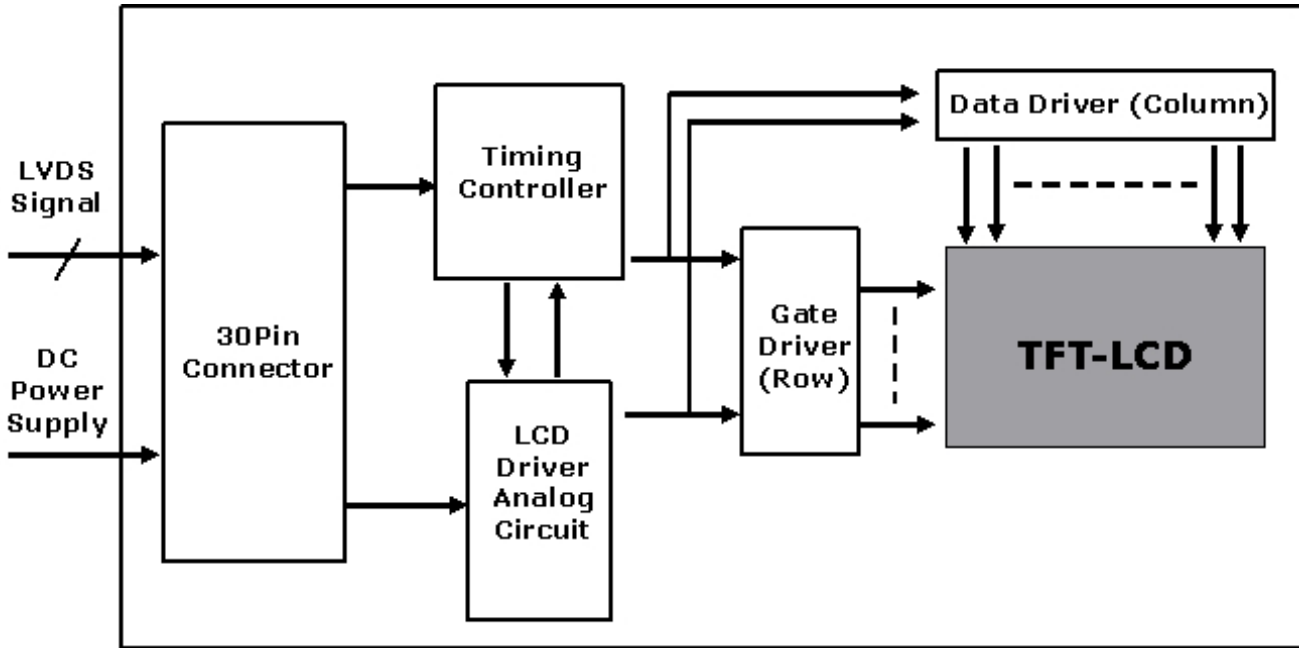 LVDS
Signal
DC
Power
Supply
30Pin
Connector
Timing
Controller
LCD
Driver
Analog
Circuit
Gate
Driver
(Row)
Data Driver (Column)
TFT-LCD